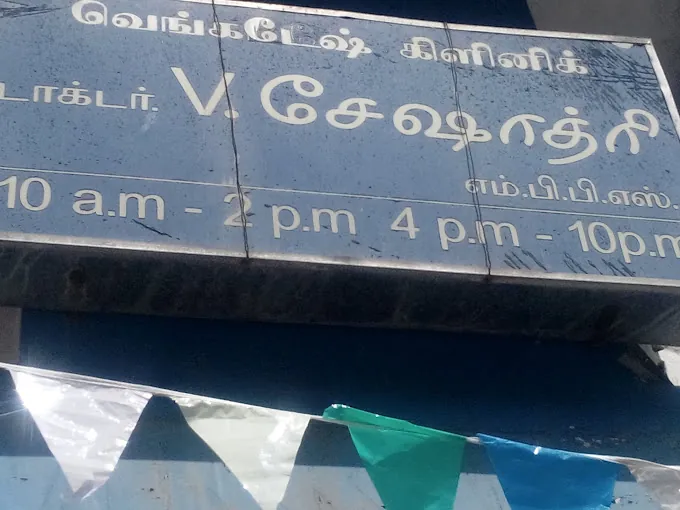 வெங்கடேஷ் கிளினிக்
டாக்டர். V. சேஷாத்ரி
எம்.பி.பி.எஸ்.
10 a.m - 2 p.m 4 p.m - 10p.m